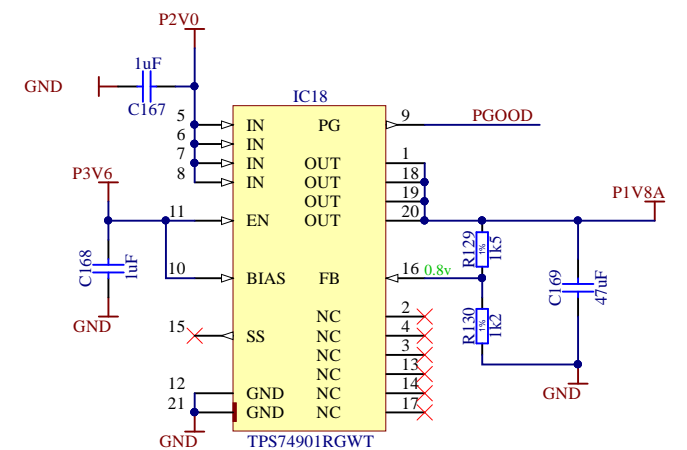 P2V0
1uF
GND
C167
IC18
5 IN PG 9 PGOOD
6 IN
7 IN OUT 1
8 IN OUT 18
OUT 19
P3V6
11 EN OUT 20
P1V8A
R129 1% 1k5
C168 1uF
10 BIAS FB 16 0.8v
C169 47uF
GND
R130 1% 1k2
NC 2
15 SS NC 4
NC 3
NC 13
12 GND NC 14
21 GND NC 17
GND
GND
TPS74901RGWT